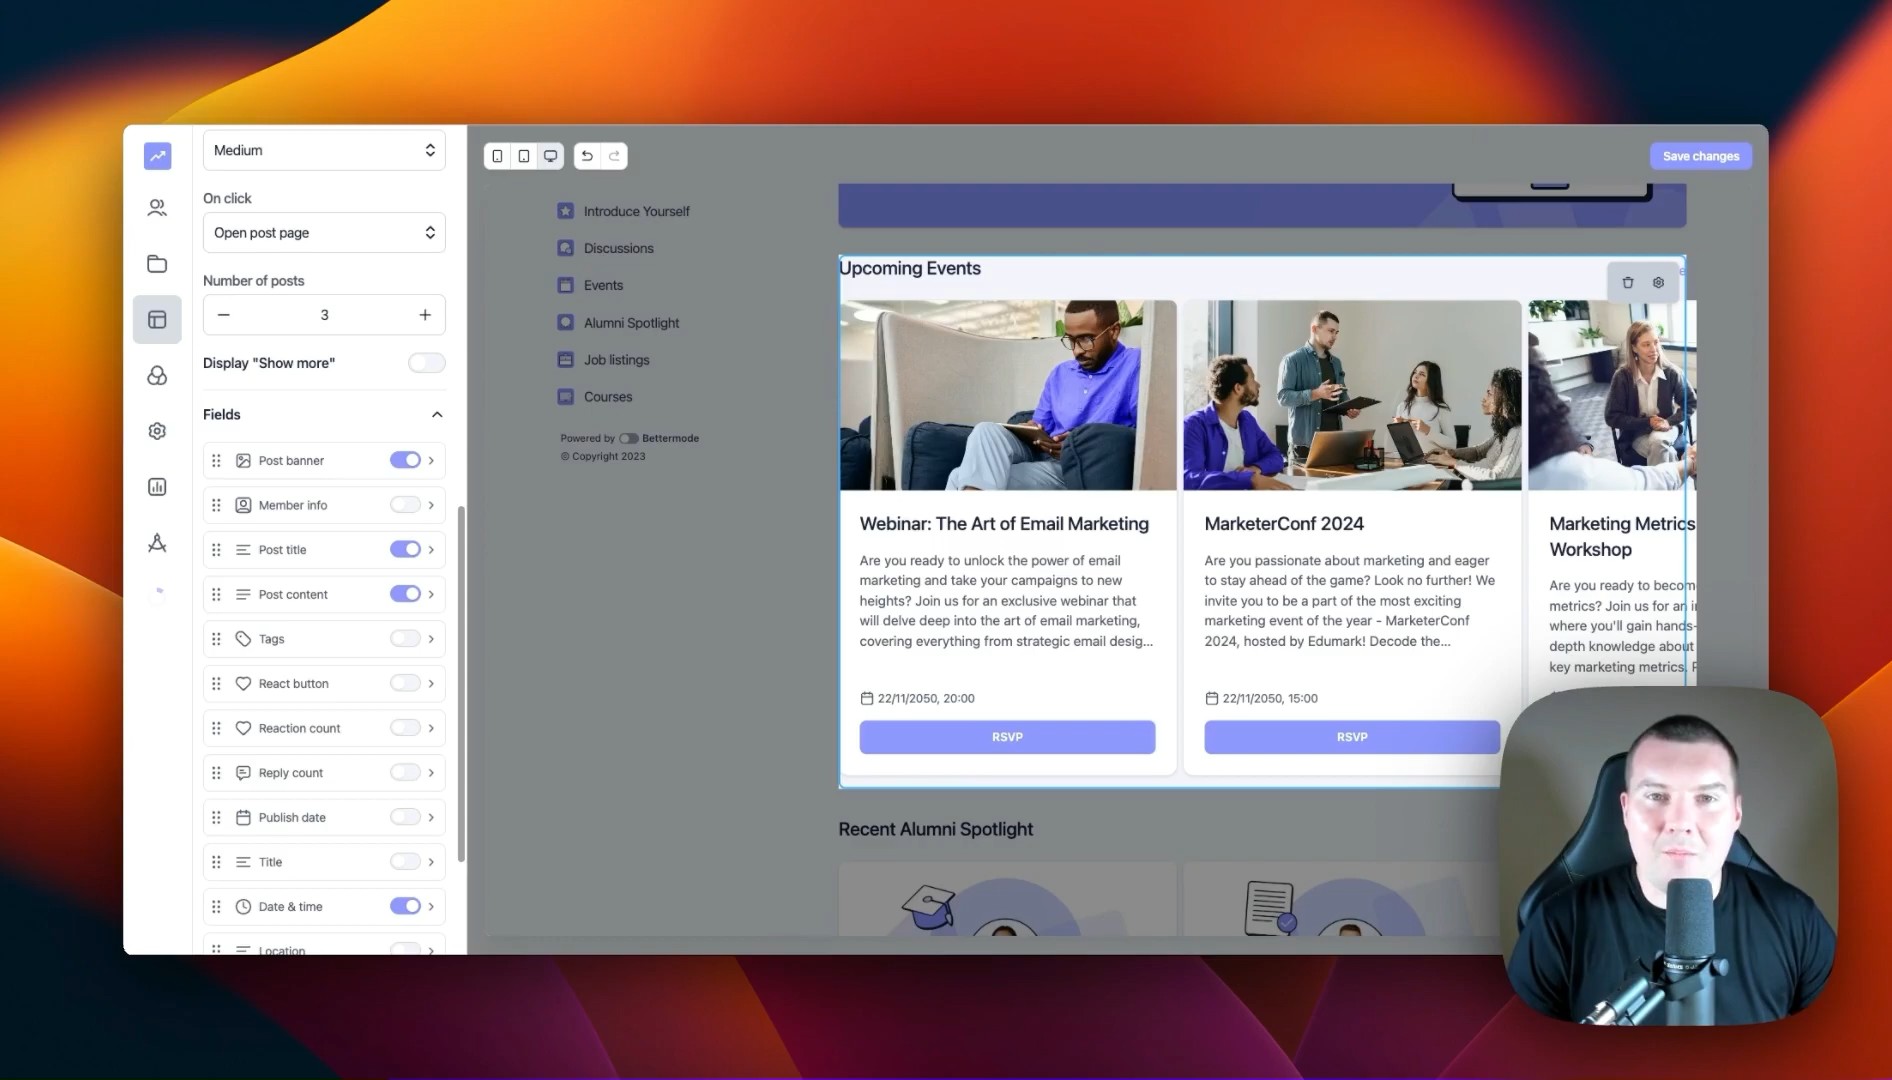 Medium
On click
Open post page
Number of posts
3
Display "Show more"
Fields
Post banner
Member info
Post title
Post content
Tags
React button
Reaction count
Reply count
Publish date
Title
Date & time
Location
Save changes
Introduce Yourself
Discussions
Events
Alumni Spotlight
Job listings
Courses
Powered by Bettermode
© Copyright 2023
Upcoming Events
Webinar: The Art of Email Marketing
Are you ready to unlock the power of email
marketing and take your campaigns to new
heights? Join us for an exclusive webinar that
will delve deep into the art of email marketing,
covering everything from strategic email desig...
22/11/2050, 20:00
RSVP
MarketerConf 2024
Are you passionate about marketing and eager
to stay ahead of the game? Look no further! We
invite you to be a part of the most exciting
marketing event of the year - MarketerConf
2024, hosted by Edumark! Decode the...
22/11/2050, 15:00
RSVP
Marketing Metrics
Workshop
Are you ready to becom
metrics? Join us for an i
where you'll gain hands-
depth knowledge about
key marketing metrics.
Recent Alumni Spotlight